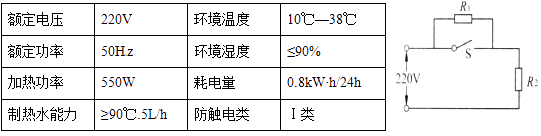 额定电压 220V 环境温度 10℃—38℃
额定功率 50H.z 环境湿度 ≤90%
加热功率 550W 耗电量 0.8kW·h/24h
制热水能力 ≥90℃.5L/h 防触电类 Ⅰ类
R1
S
220V
R2